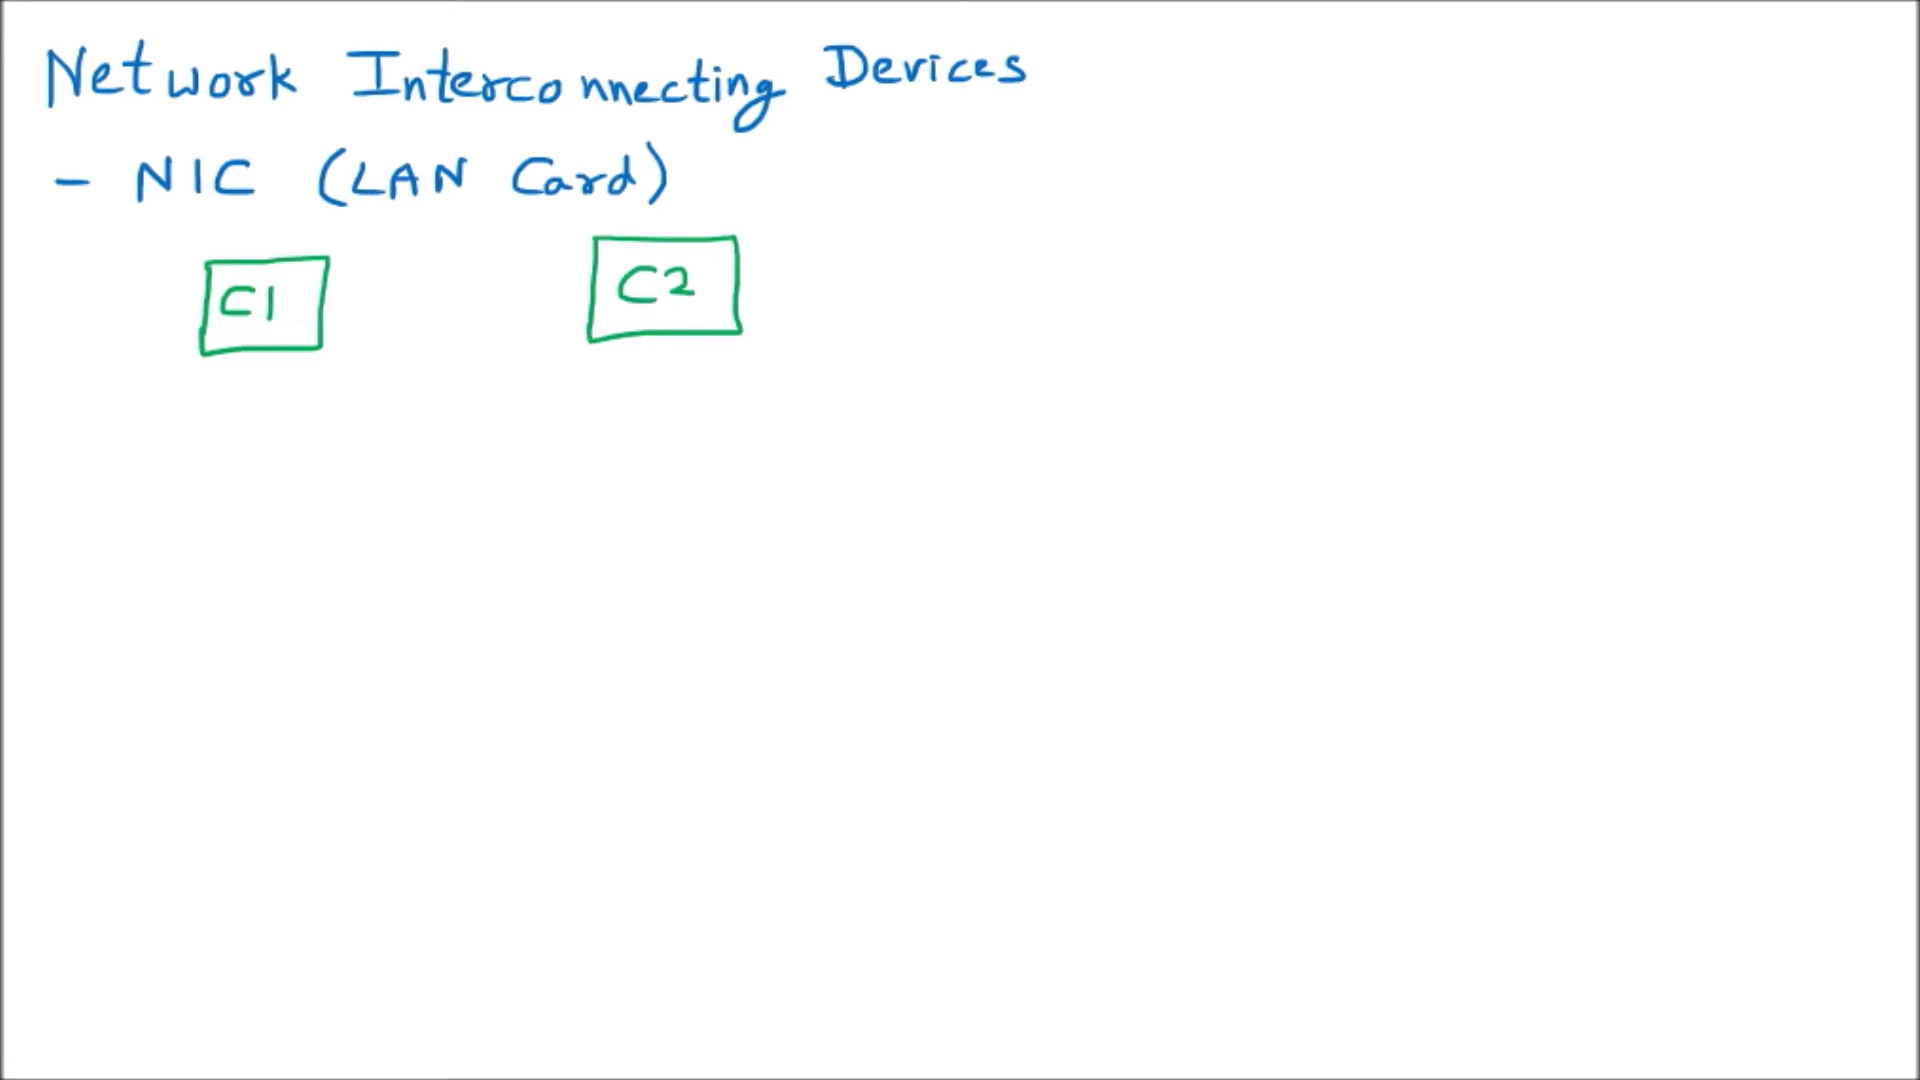 Network Interconnecting Devices
- NIC (LAN Card)
C1 C2